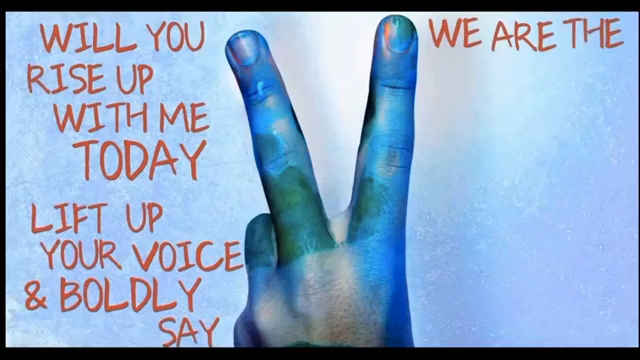 WILL YOU
RISE UP
WITH ME
TODAY
LIFT UP
YOUR VOICE
& BOLDLY
SAY
WE ARE THE